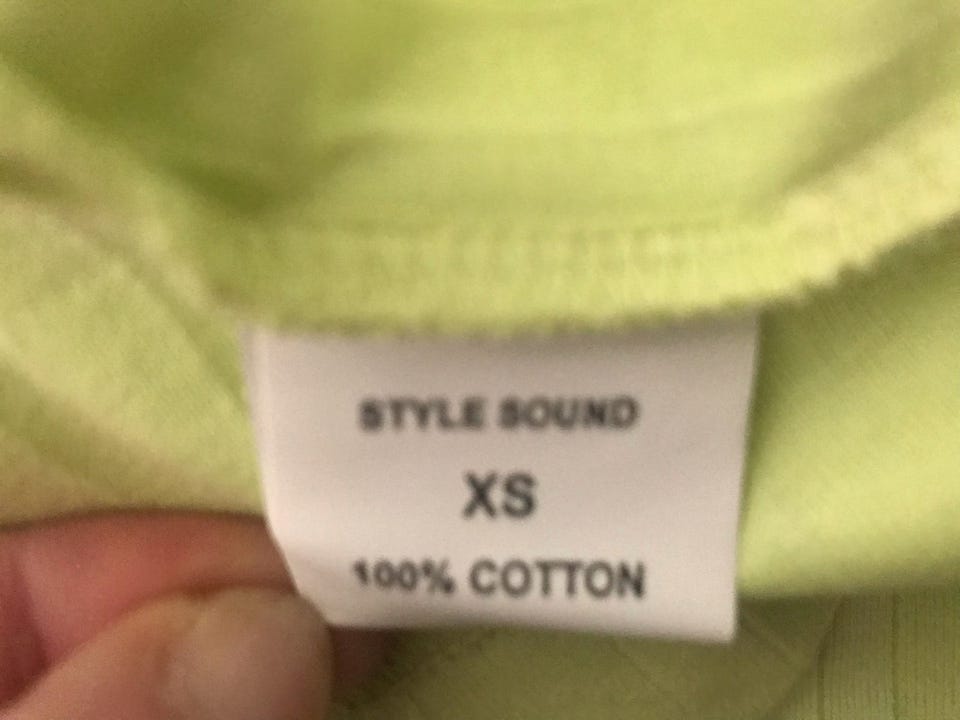 STYLE SOUND
XS
100% COTTON